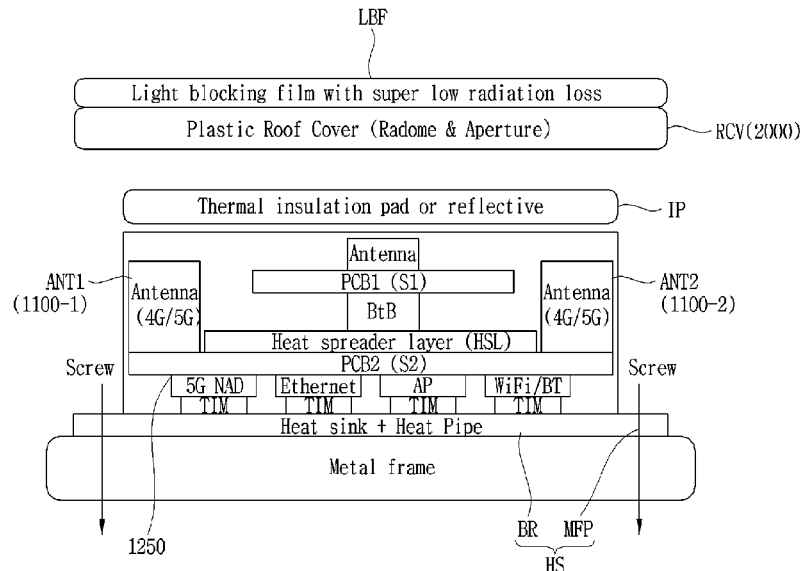 LBF
Light blocking film with super low radiation loss
Plastic Roof Cover (Radome & Aperture)
RCV(2000)
Thermal insulation pad or reflective
IP
Antenna
ANT1
(1100-1)
Antenna
(4G/5G)
PCB1 (S1)
Antenna
(4G/5G)
ANT2
(1100-2)
BtB
Heat spreader layer (HSL)
PCB2 (S2)
Screw
Screw
5G NAD
Ethernet
AP
WiFi/BT
TIM
TIM
TIM
TIM
Heat sink + Heat Pipe
Metal frame
1250
BR
MFP
HS